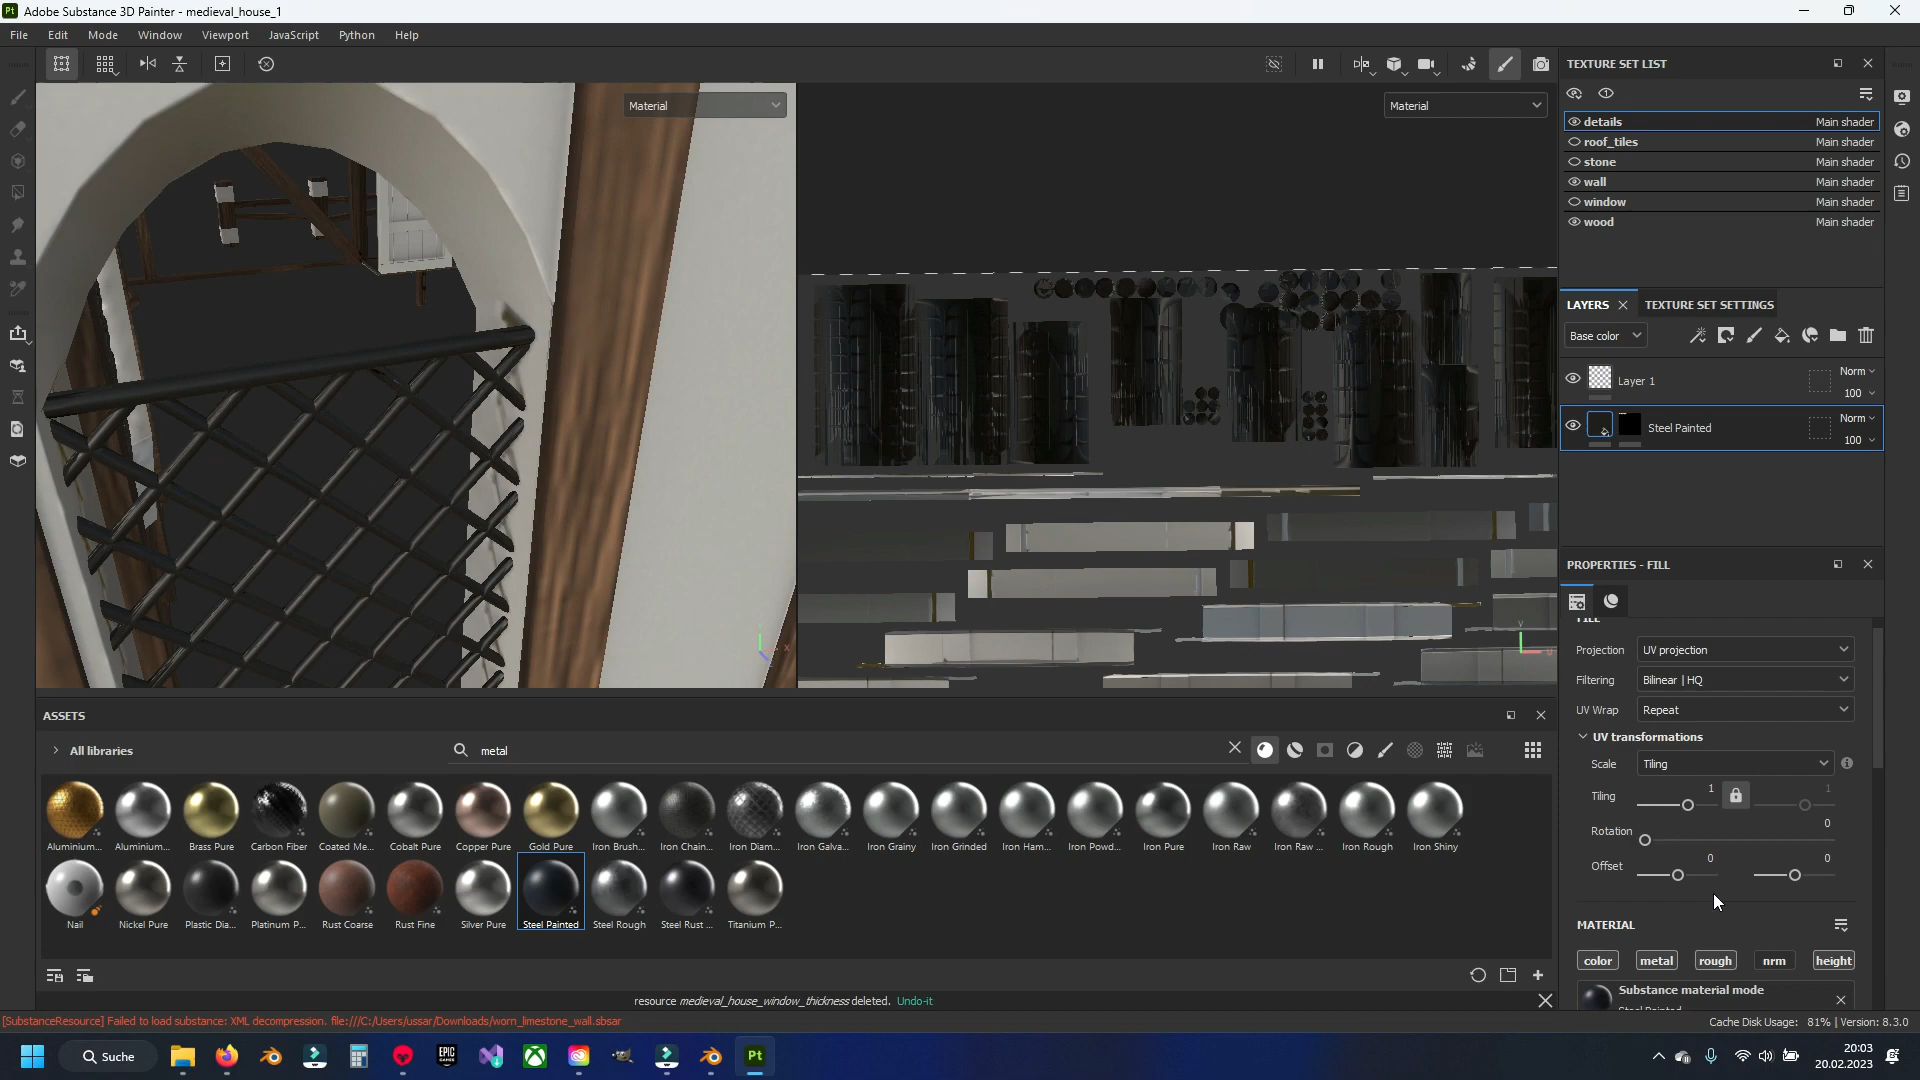 Pt Adobe Substance 3D Painter - medieval_house_1
File Edit Mode Window Viewport JavaScript Python Help
Material
Material
TEXTURE SET LIST
details Main shader
roof_tiles Main shader
stone Main shader
wall Main shader
window Main shader
wood Main shader
LAYERS TEXTURE SET SETTINGS
Base color
Layer 1 Norm 100
Steel Painted Norm 100
PROPERTIES - FILL
FILL
Projection UV projection
Filtering Bilinear | HQ
UV Wrap Repeat
UV transformations
Scale Tiling
Tiling 1 1
Rotation 0
Offset 0 0
MATERIAL
color metal rough nrm height
Substance material mode
Steel Painted
ASSETS
All libraries
metal
Aluminium... Aluminium... Brass Pure Carbon Fiber Coated Me... Cobalt Pure Copper Pure Gold Pure Iron Brush... Iron Chain... Iron Diam... Iron Galva... Iron Grainy Iron Grinded Iron Ham... Iron Powd... Iron Pure Iron Raw Iron Raw ... Iron Rough Iron Shiny
Nail Nickel Pure Plastic Dia... Platinum P... Rust Coarse Rust Fine Silver Pure Steel Painted Steel Rough Steel Rust ... Titanium P...
resource medieval_house_window_thickness deleted. Undo-it
[SubstanceResource] Failed to load substance: XML decompression. file:///C:/Users/ussar/Downloads/worn_limestone_wall.sbsar
Cache Disk Usage: 81% | Version: 8.3.0
Suche
EPIC GAMES
Pt
20:03
20.02.2023
y
x
u